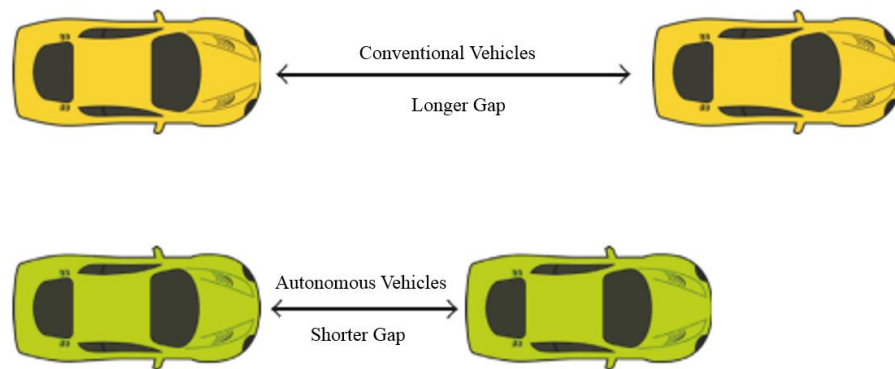 Conventional Vehicles
Longer Gap
Autonomous Vehicles
Shorter Gap